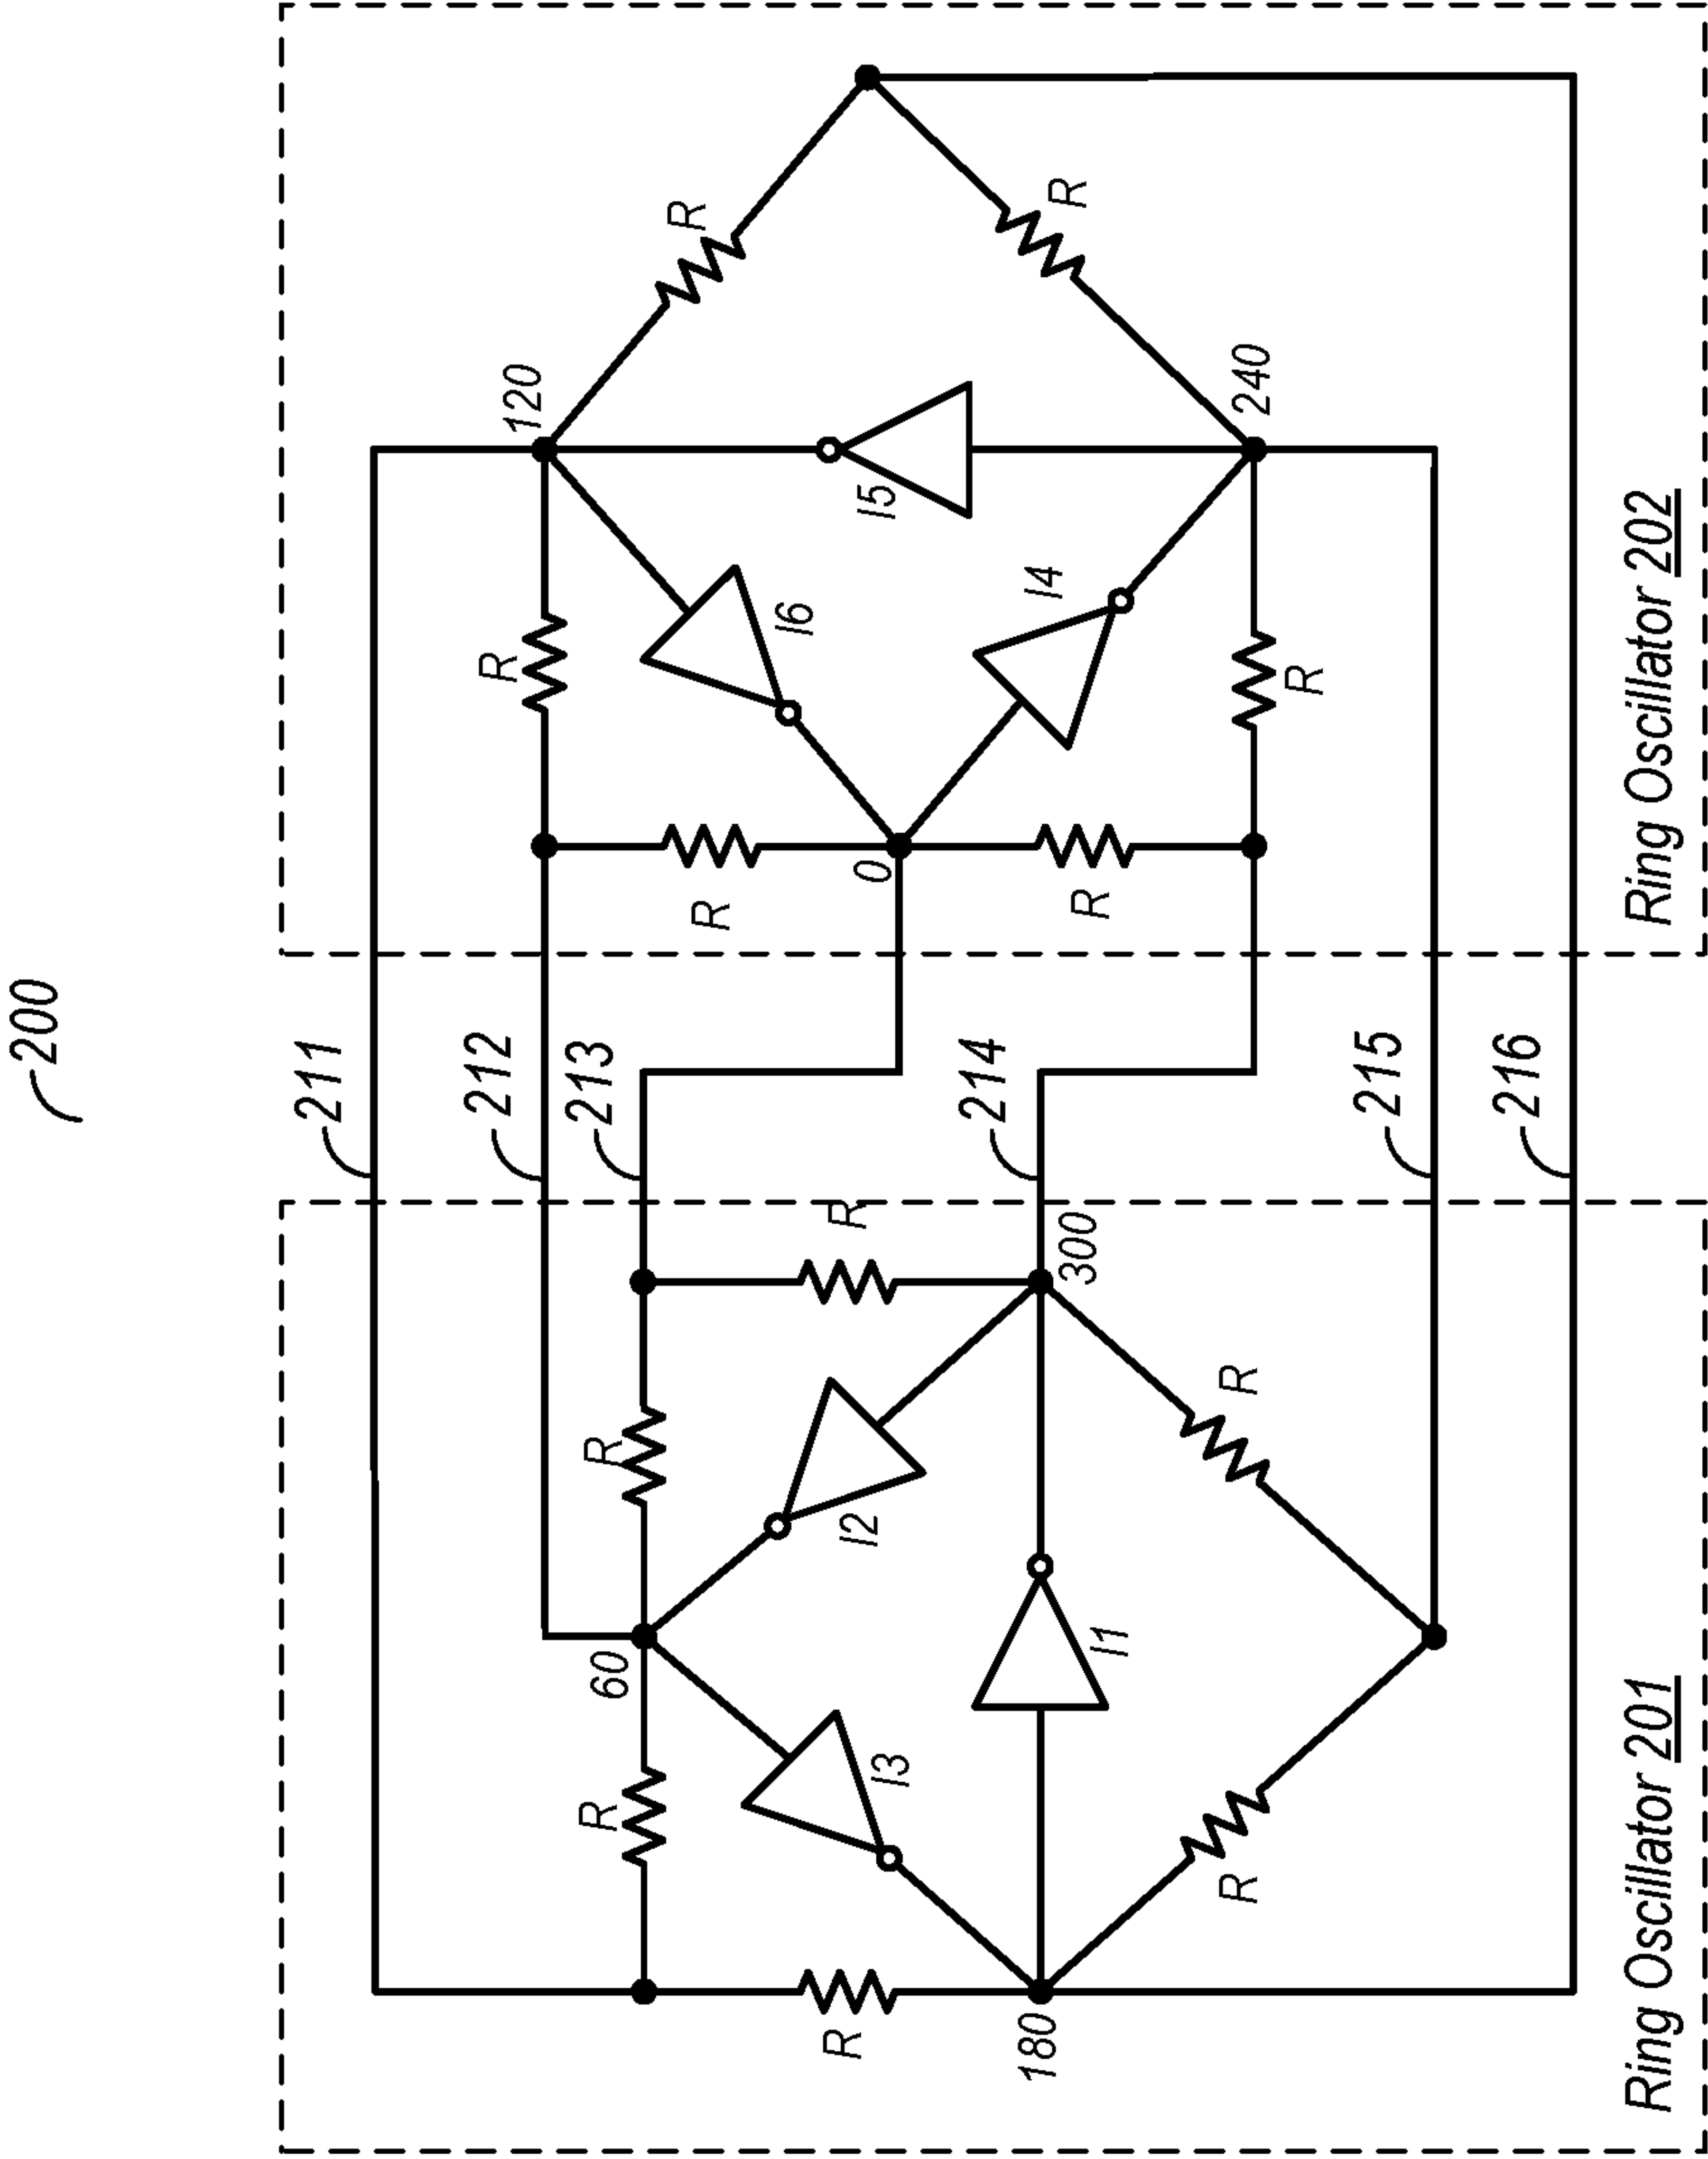 200
211
212
213
214
215
216
R
R
R
R
R
R
60
180
300
I1
I2
I3
Ring Oscillator 201
R
R
R
R
R
R
0
120
240
I4
I5
I6
Ring Oscillator 202